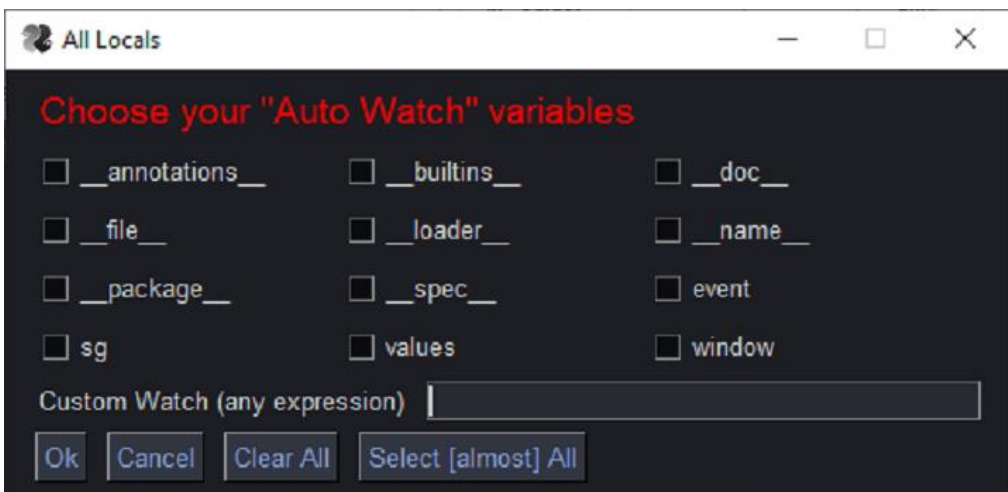 All Locals
Choose your "Auto Watch" variables
__annotations__ __builtins__ __doc__
__file__ __loader__ __name__
__package__ __spec__ event
sg values window
Custom Watch (any expression)
Ok Cancel Clear All Select [almost] All